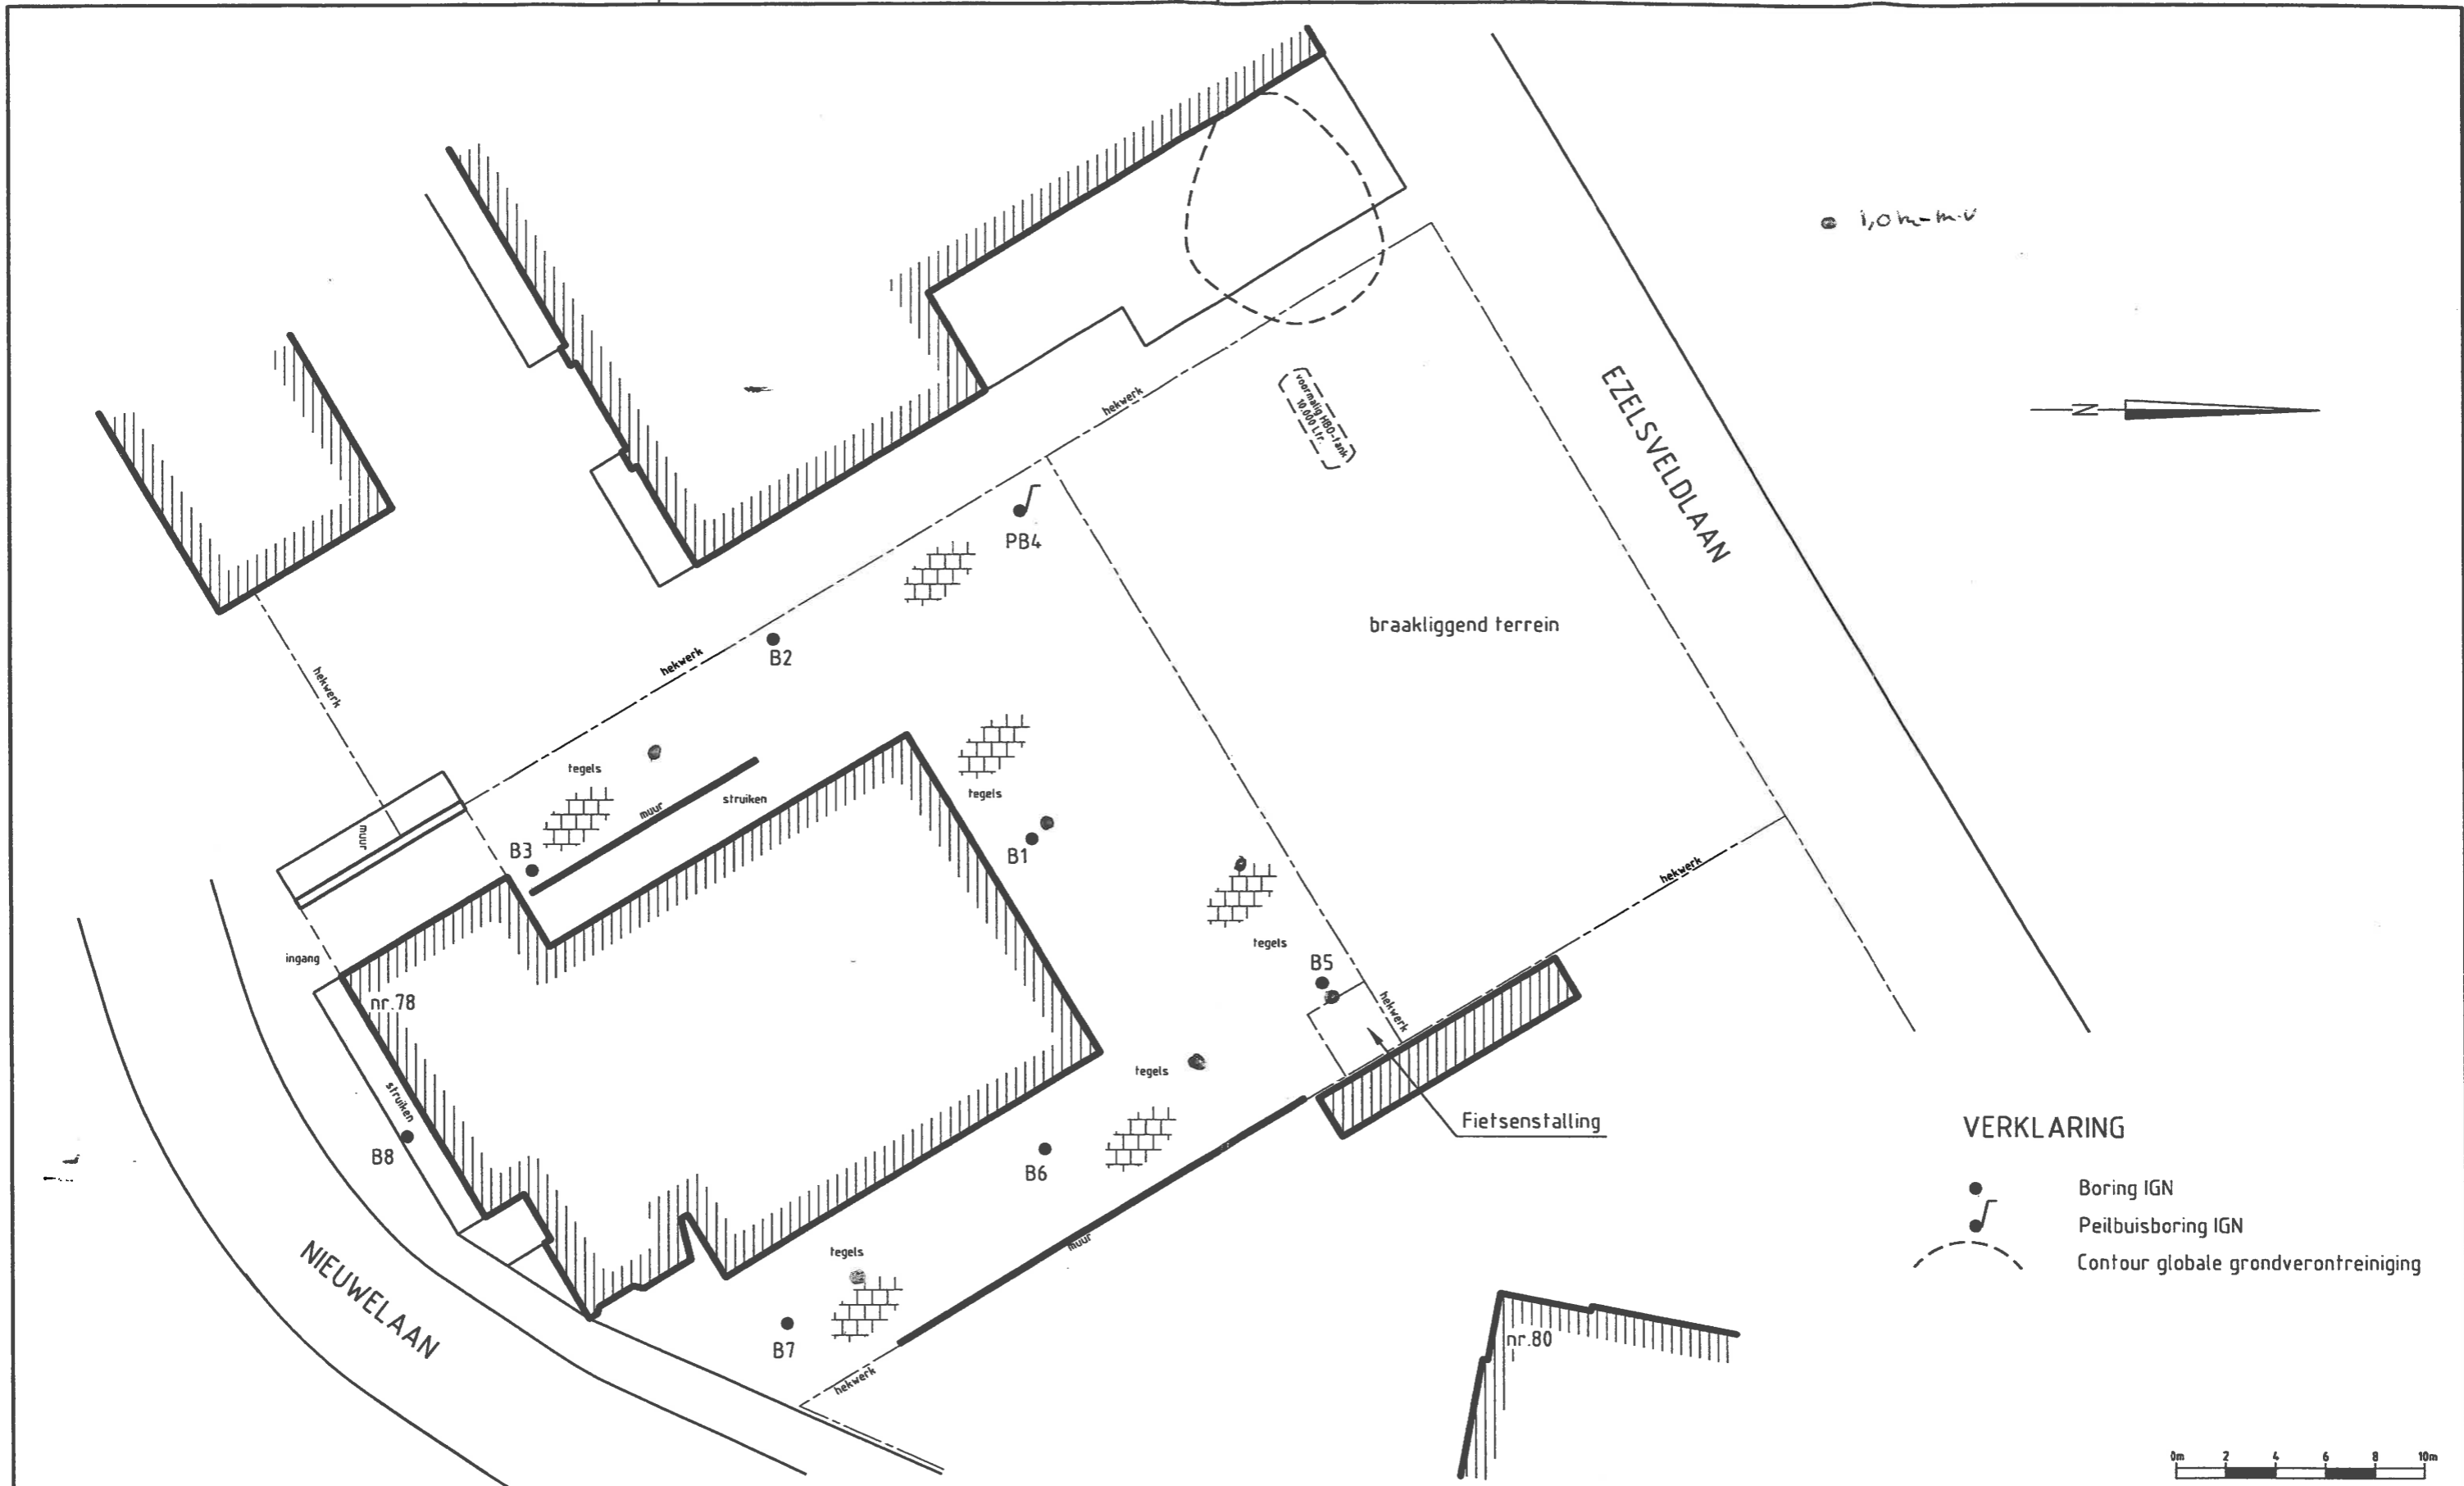 1,0 m-m.v
EZELSVELDLAAN
N
hekwerk
voormalig HBO-tank
10.000 Ltr.
PB4
braakliggend terrein
B2
hekwerk
hekwerk
tegels
muur
struiken
tegels
muur
B3
B1
hekwerk
tegels
ingang
B5
nr.78
hekwerk
tegels
struiken
Fietsenstalling
B8
B6
muur
NIEUWELAAN
tegels
B7
hekwerk
nr.80
VERKLARING
Boring IGN
Peilbuisboring IGN
Contour globale grondverontreiniging
0m 2 4 6 8 10m